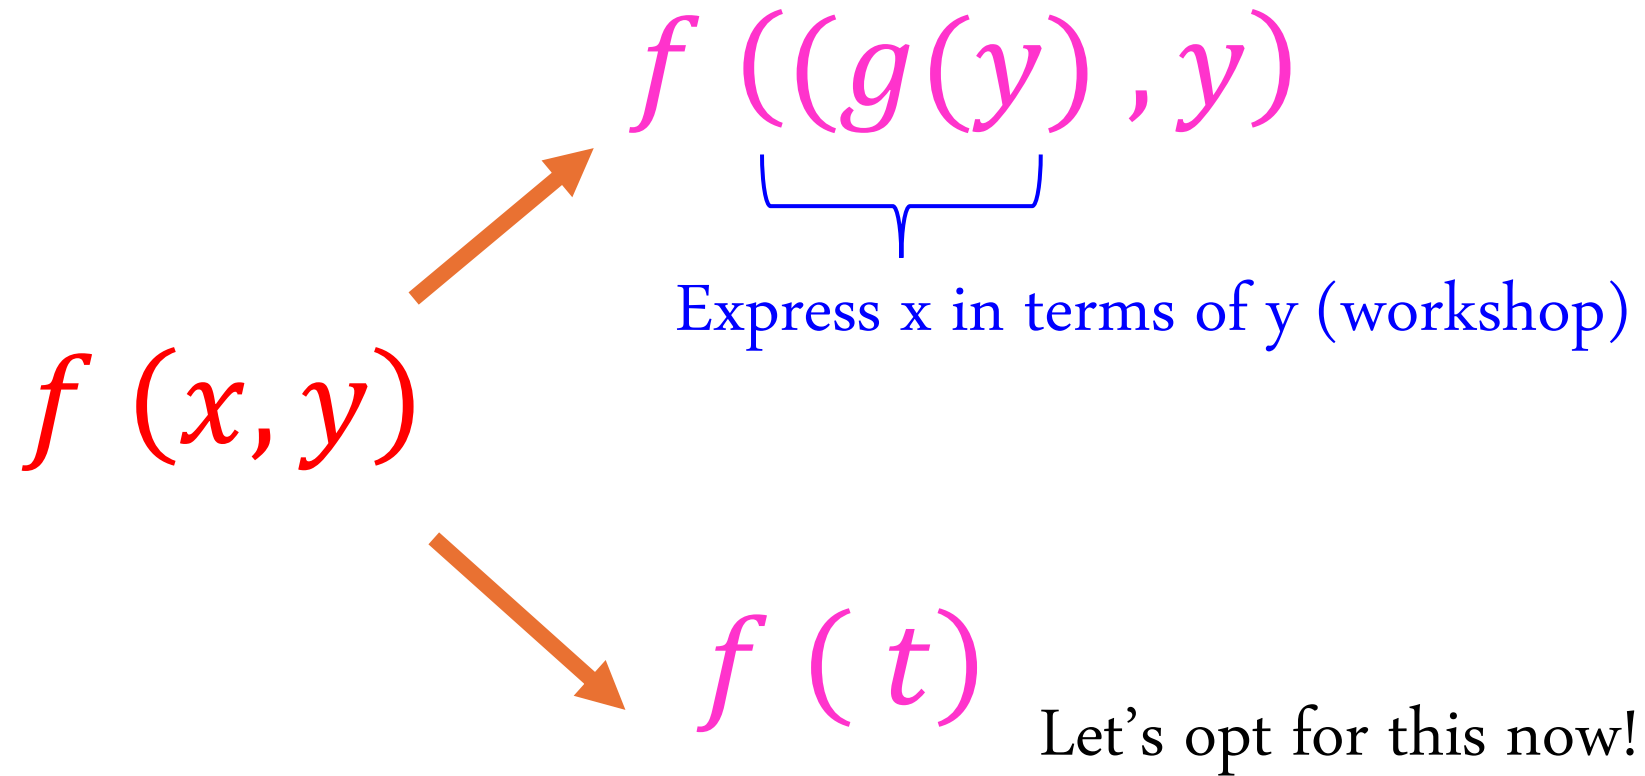 f ((g(y) , y)
Express x in terms of y (workshop)
f (x, y)
f ( t)
Let’s opt for this now!